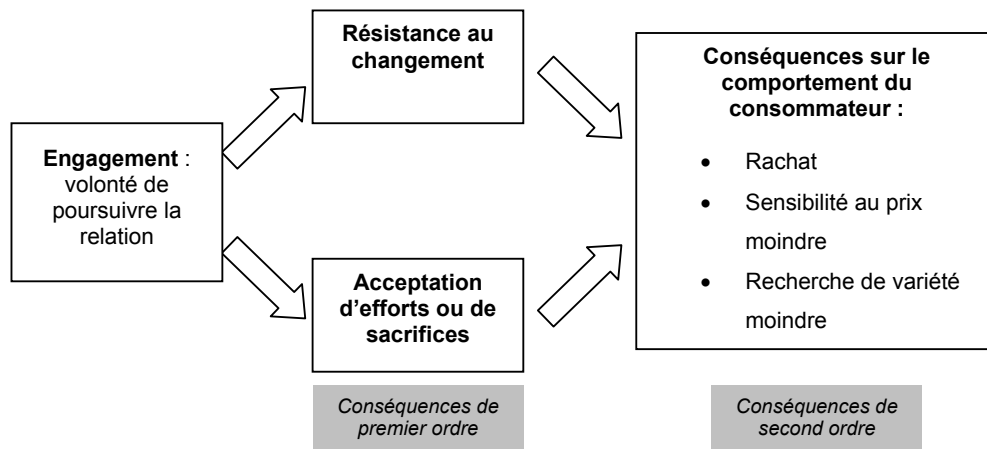 Engagement :
volonté de
poursuivre la
relation
Résistance au
changement
Acceptation
d’efforts ou de
sacrifices
Conséquences de
premier ordre
Conséquences sur le
comportement du
consommateur :
• Rachat
• Sensibilité au prix
moindre
• Recherche de variété
moindre
Conséquences de
second ordre